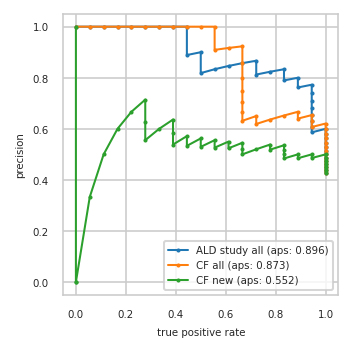 1.0
0.8
0.6
0.4
0.2
0.0
precision
ALD study all (aps: 0.896)
CF all (aps: 0.873)
CF new (aps: 0.552)
0.0 0.2 0.4 0.6 0.8 1.0
true positive rate